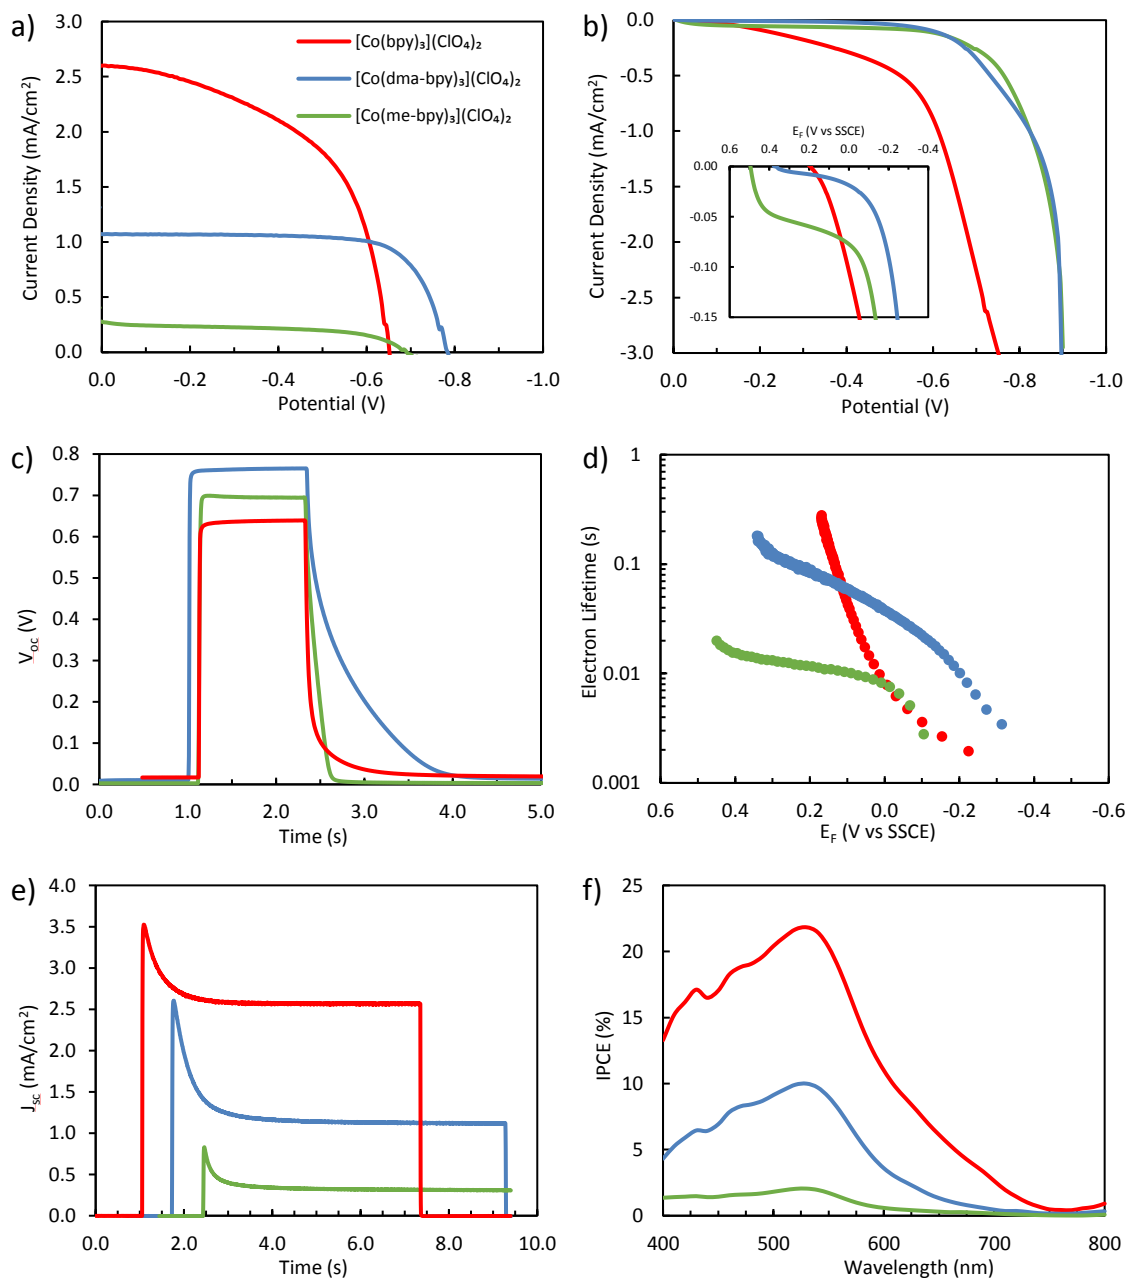 a)
3.0
2.5
2.0
1.5
1.0
0.5
0.0
Current Density (mA/cm²)
[Co(bpy)₃](ClO₄)₂
[Co(dma-bpy)₃](ClO₄)₂
[Co(me-bpy)₃](ClO₄)₂
0.0 -0.2 -0.4 -0.6 -0.8 -1.0
Potential (V)
b)
0.0
-0.5
-1.0
-1.5
-2.0
-2.5
-3.0
Current Density (mA/cm²)
E_F (V vs SSCE)
0.6 0.4 0.2 0.0 -0.2 -0.4
0.00
-0.05
-0.10
-0.15
0.0 -0.2 -0.4 -0.6 -0.8 -1.0
Potential (V)
c)
0.8
0.7
0.6
0.5
0.4
0.3
0.2
0.1
0.0
V_oc (V)
0.0 1.0 2.0 3.0 4.0 5.0
Time (s)
d)
1
0.1
0.01
0.001
Electron Lifetime (s)
0.6 0.4 0.2 0.0 -0.2 -0.4 -0.6
E_F (V vs SSCE)
e)
4.0
3.5
3.0
2.5
2.0
1.5
1.0
0.5
0.0
J_sc (mA/cm²)
0.0 2.0 4.0 6.0 8.0 10.0
Time (s)
f)
25
20
15
10
5
0
IPCE (%)
400 500 600 700 800
Wavelength (nm)